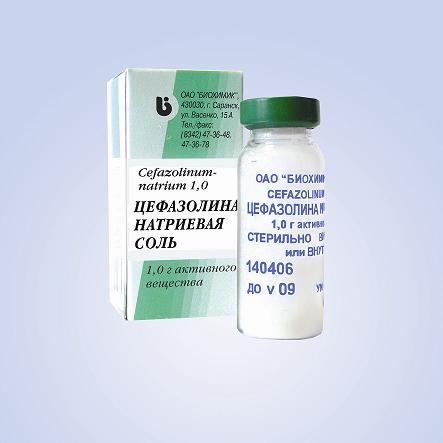 ОАО "БИОХИМИК",
430030, г. Саранск,
ул. Васенко, 15 А
Тел./факс:
(8342) 47-36-48,
47-36-78
Cefazolinum-
natrium 1,0
ЦЕФАЗОЛИНА
НАТРИЕВАЯ
СОЛЬ
1,0 г активного
вещества
ОАО "БИОХИМИК
CEFAZOLINUM
ЦЕФАЗОЛИНА
1,0 г активн
СТЕРИЛЬНО
или ВНУТ
140406
до V 09